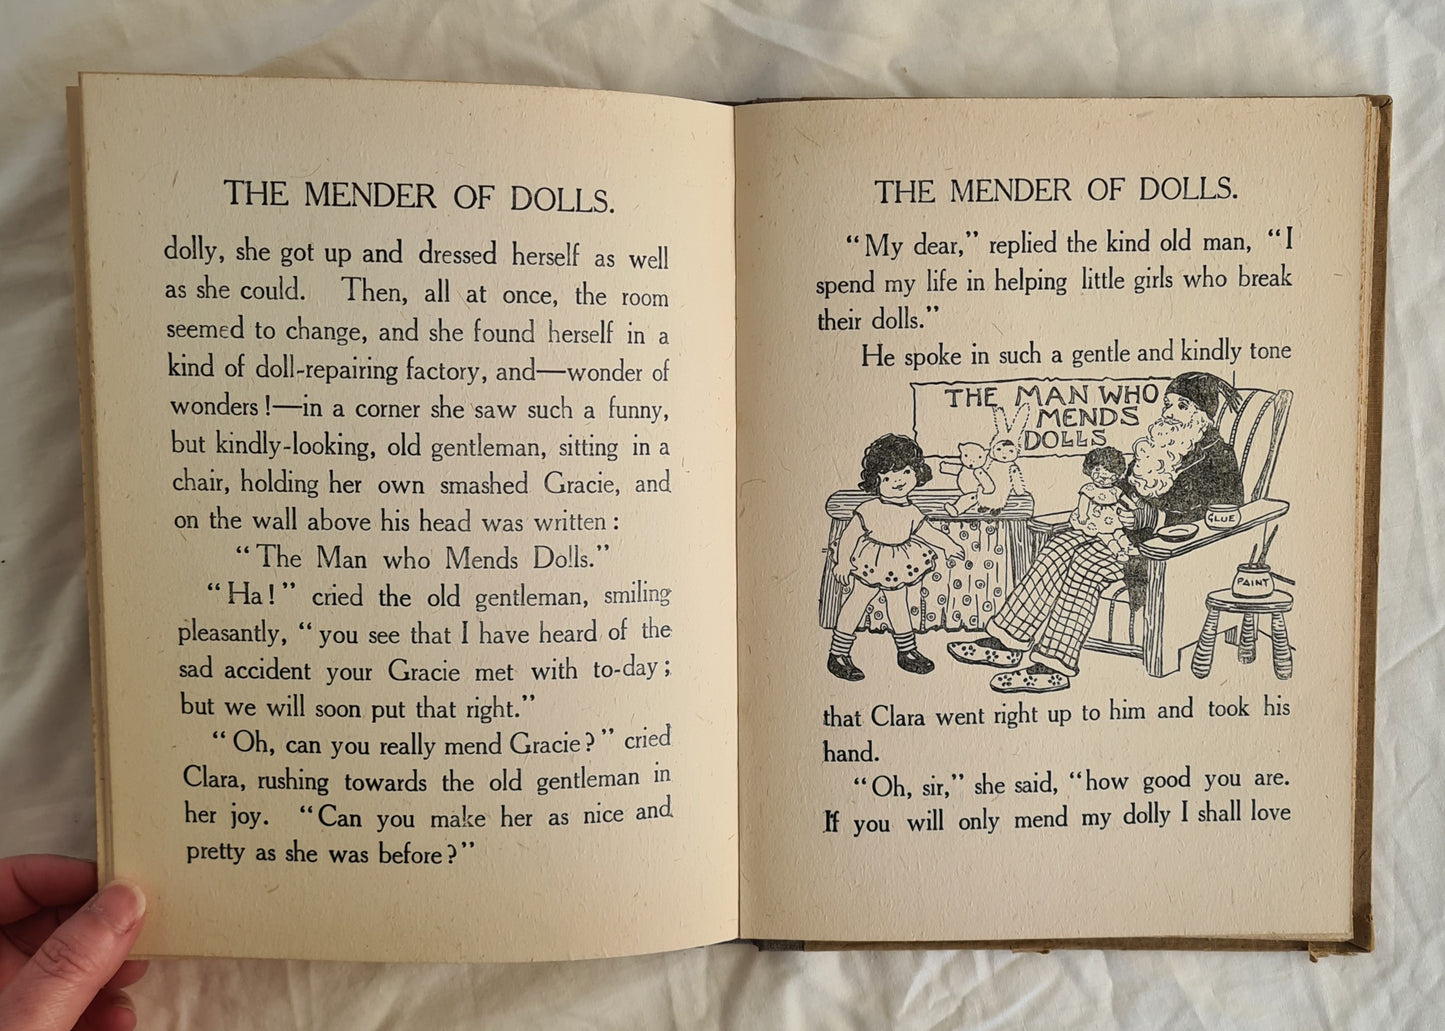 THE MENDER OF DOLLS.
dolly, she got up and dressed herself as well
as she could. Then, all at once, the room
seemed to change, and she found herself in a
kind of doll-repairing factory, and—wonder of
wonders!—in a corner she saw such a funny,
but kindly-looking, old gentleman, sitting in a
chair, holding her own smashed Gracie, and
on the wall above his head was written:
“The Man who Mends Dolls.”
“Ha!” cried the old gentleman, smiling
pleasantly, “you see that I have heard of the
sad accident your Gracie met with to-day;
but we will soon put that right.”
“Oh, can you really mend Gracie?” cried
Clara, rushing towards the old gentleman in
her joy. “Can you make her as nice and
pretty as she was before?”
THE MENDER OF DOLLS.
“My dear,” replied the kind old man, “I
spend my life in helping little girls who break
their dolls.”
He spoke in such a gentle and kindly tone
THE MAN WHO
MENDS
DOLLS
GLUE
PAINT
that Clara went right up to him and took his
hand.
“Oh, sir,” she said, “how good you are.
If you will only mend my dolly I shall love